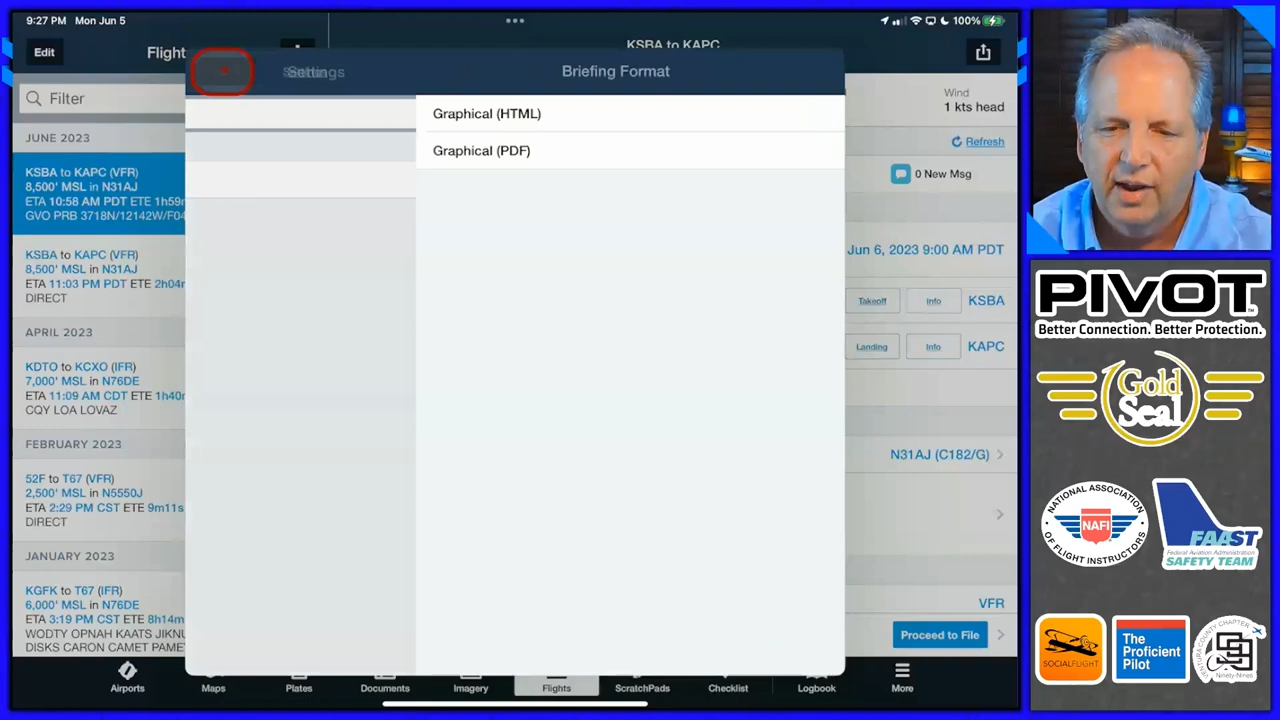 9:27 PM Mon Jun 5
100%
Edit
Flight
KSBA to KAPC
Settings
Briefing Format
Filter
Graphical (HTML)
Graphical (PDF)
Wind
1 kts head
Refresh
0 New Msg
JUNE 2023
KSBA to KAPC (VFR)
8,500' MSL in N31AJ
ETA 10:58 AM PDT ETE 1h59
GVO PRB 3718N/12142W/F04
KSBA to KAPC (VFR)
8,500' MSL in N31AJ
ETA 11:03 PM PDT ETE 2h04
DIRECT
APRIL 2023
KDTO to KCXO (IFR)
7,000' MSL in N76DE
ETA 11:09 AM CDT ETE 1h40
CQY LOA LOVAZ
FEBRUARY 2023
52F to T67 (VFR)
2,500' MSL in N5550J
ETA 2:29 PM CST ETE 9m11s
DIRECT
JANUARY 2023
KGFK to T67 (IFR)
6,000' MSL in N76DE
ETA 3:19 PM CST ETE 8h14m
WODTY OPNAH KAATS JIKNU
DISKS CARON CAMET PAME
Jun 6, 2023 9:00 AM PDT
Takeoff Info KSBA
Landing Info KAPC
N31AJ (C182/G)
VFR
Proceed to File
Airports Maps Plates Documents Imagery Flights ScratchPads Checklist Logbook More
PIVOT
Better Connection. Better Protection.
Gold
Seal
NATIONAL ASSOCIATION
NAFI
OF FLIGHT INSTRUCTORS
FAAST
Federal Aviation Administration
SAFETY TEAM
SOCIALFLIGHT
The
Proficient
Pilot
VENTURA COUNTY CHAPTER
99
Ninety-Nines